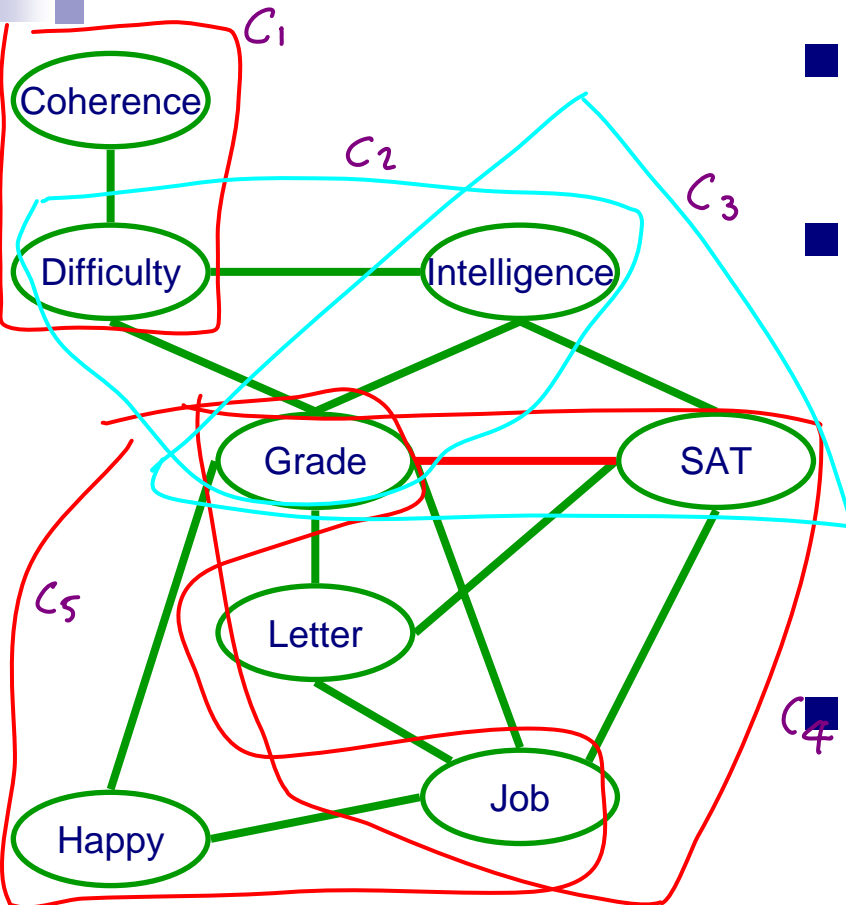 C1
Coherence
C2
C3
Difficulty
Intelligence
Grade
SAT
C5
Letter
C4
Job
Happy